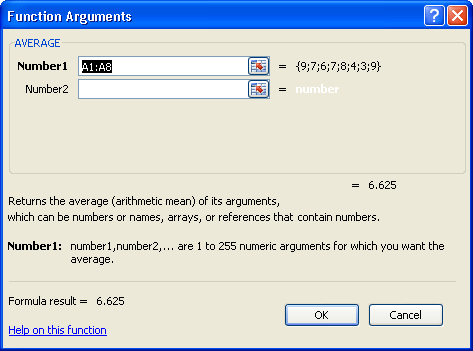 Function Arguments
AVERAGE
Number1 A1:A8 = {9;7;6;7;8;4;3;9}
Number2 = number
= 6.625
Returns the average (arithmetic mean) of its arguments,
which can be numbers or names, arrays, or references that contain numbers.
Number1: number1,number2,... are 1 to 255 numeric arguments for which you want the
average.
Formula result = 6.625
OK Cancel
Help on this function